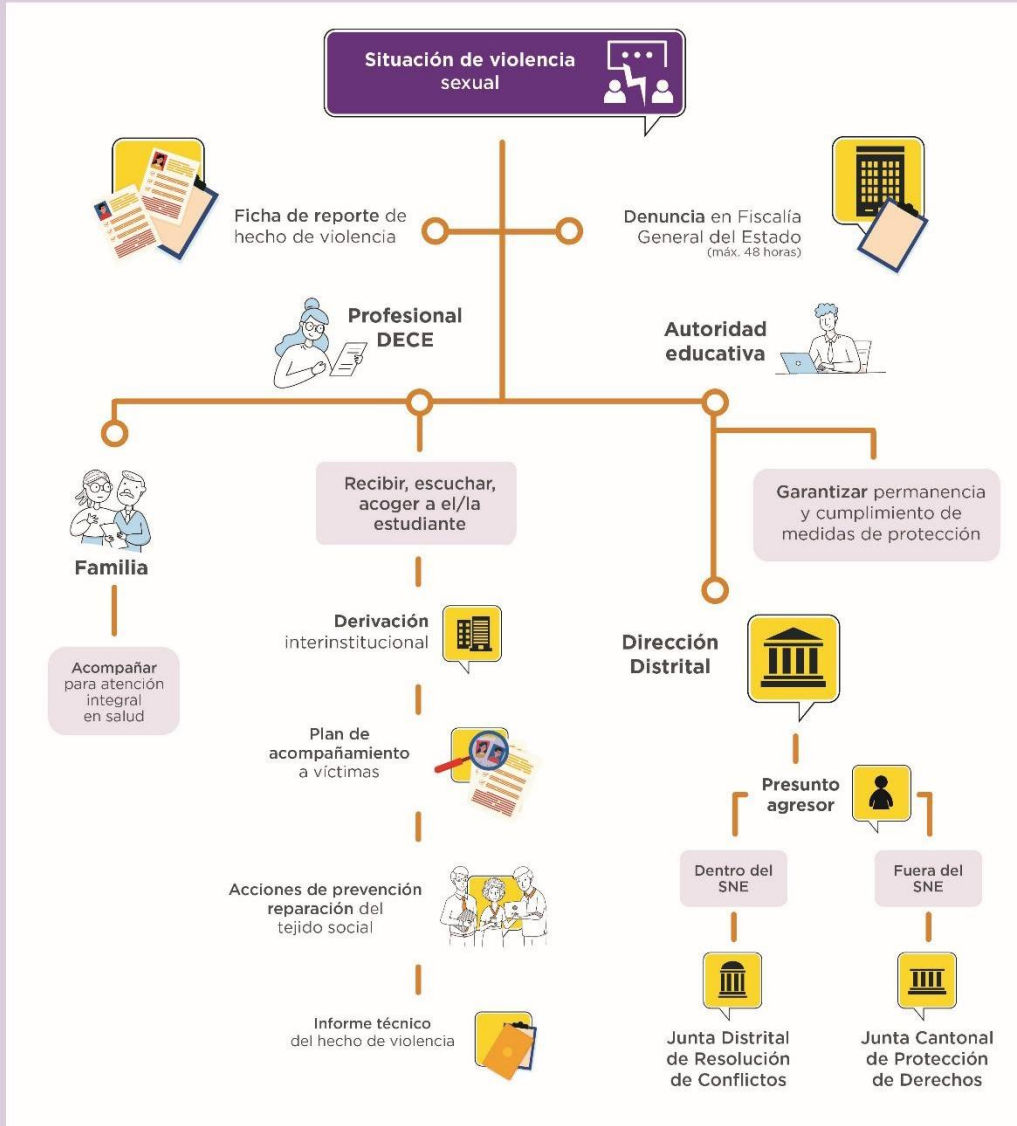 Situación de violencia
sexual
Ficha de reporte de
hecho de violencia
Denuncia en Fiscalía
General del Estado
(máx. 48 horas)
Profesional
DECE
Autoridad
educativa
Familia
Acompañar
para atención
integral
en salud
Recibir, escuchar,
acoger a el/la
estudiante
Derivación
interinstitucional
Plan de
acompañamiento
a víctimas
Acciones de prevención
reparación del
tejido social
Informe técnico
del hecho de violencia
Garantizar permanencia
y cumplimiento de
medidas de protección
Dirección
Distrital
Presunto
agresor
Dentro del
SNE
Fuera del
SNE
Junta Distrital
de Resolución
de Conflictos
Junta Cantonal
de Protección
de Derechos